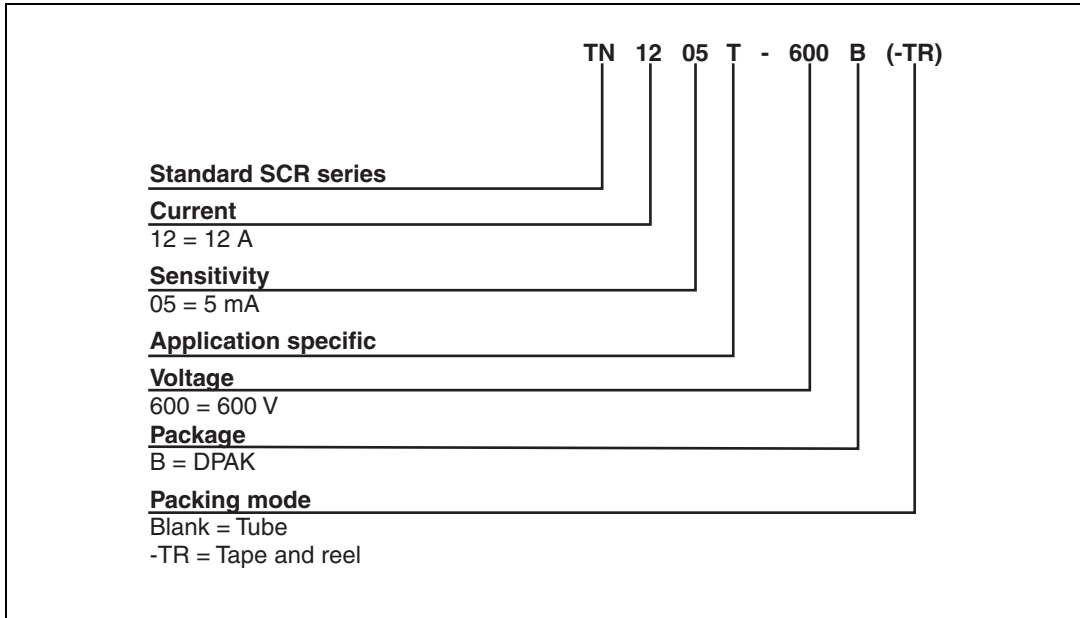 TN 12 05 T - 600 B (-TR)
Standard SCR series
Current
12 = 12 A
Sensitivity
05 = 5 mA
Application specific
Voltage
600 = 600 V
Package
B = DPAK
Packing mode
Blank = Tube
-TR = Tape and reel